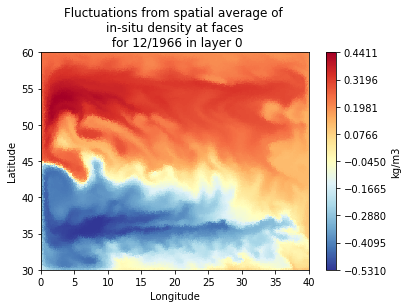 Fluctuations from spatial average of
in-situ density at faces
for 12/1966 in layer 0
60
55
50
45
40
35
30
Latitude
0 5 10 15 20 25 30 35 40
Longitude
0.4411
0.3196
0.1981
0.0766
−0.0450
−0.1665
−0.2880
−0.4095
−0.5310
kg/m3